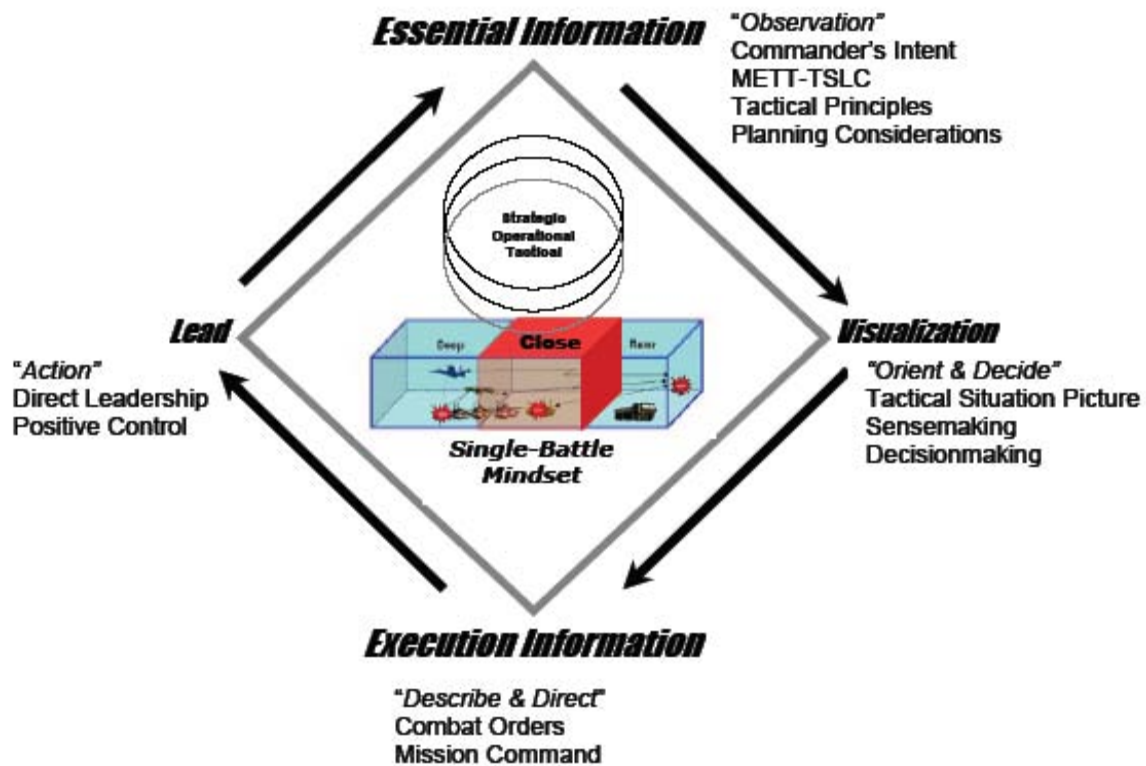 Essential Information
"Observation"
Commander's Intent
METT-TSLC
Tactical Principles
Planning Considerations
Strategic
Operational
Tactical
Lead
"Action"
Direct Leadership
Positive Control
Deep
Close
Rear
Single-Battle
Mindset
Visualization
"Orient & Decide"
Tactical Situation Picture
Sensemaking
Decisionmaking
Execution Information
"Describe & Direct"
Combat Orders
Mission Command